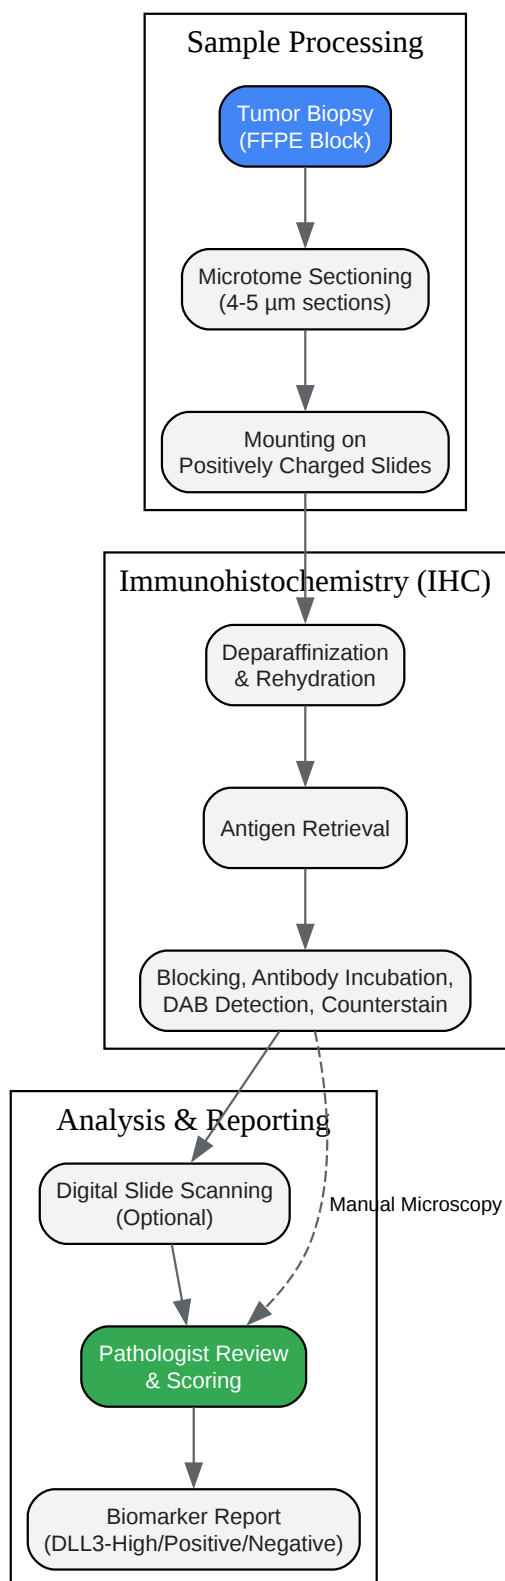 Sample Processing
Tumor Biopsy
(FFPE Block)
Microtome Sectioning
(4-5 µm sections)
Mounting on
Positively Charged Slides
Immunohistochemistry (IHC)
Deparaffinization
& Rehydration
Antigen Retrieval
Blocking, Antibody Incubation,
DAB Detection, Counterstain
Analysis & Reporting
Digital Slide Scanning
(Optional)
Manual Microscopy
Pathologist Review
& Scoring
Biomarker Report
(DLL3-High/Positive/Negative)